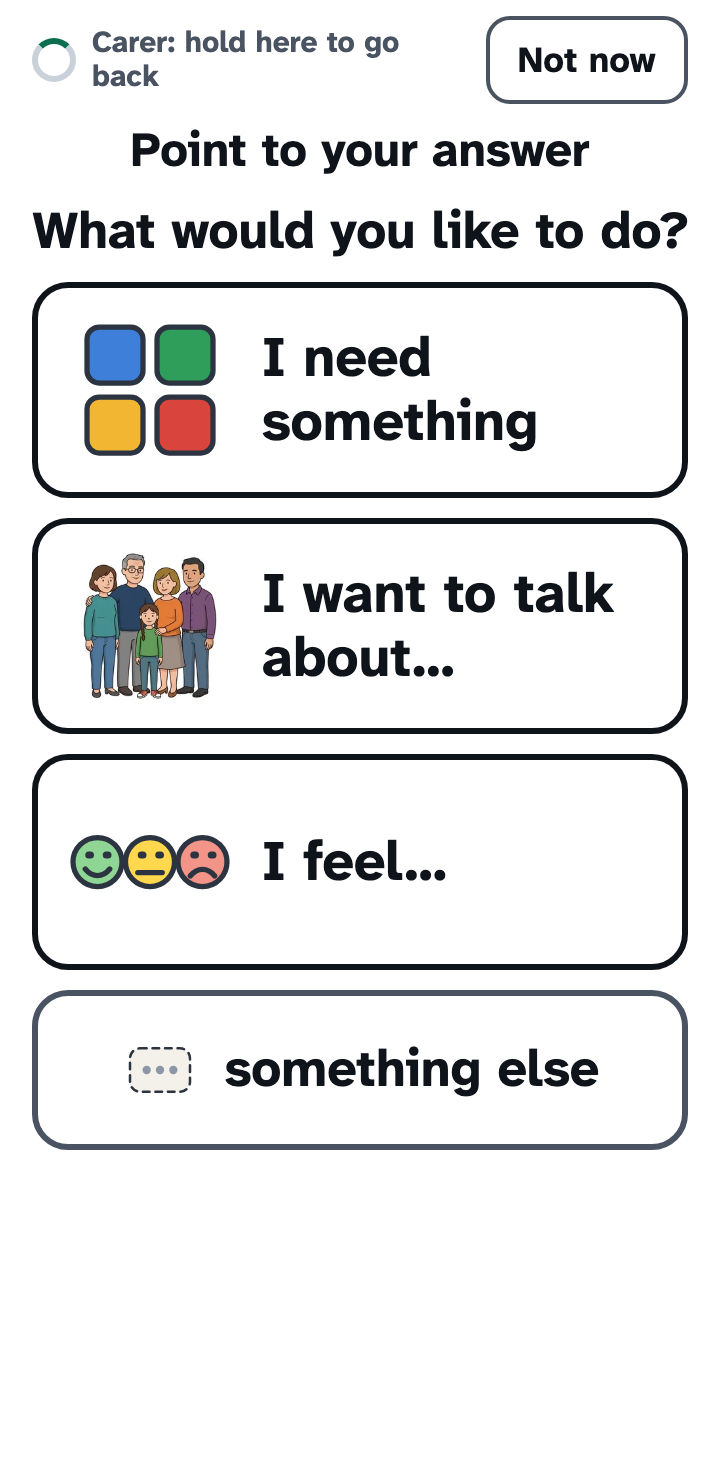 Carer: hold here to go
back
Not now
Point to your answer
What would you like to do?
I need
something
I want to talk
about...
I feel...
something else